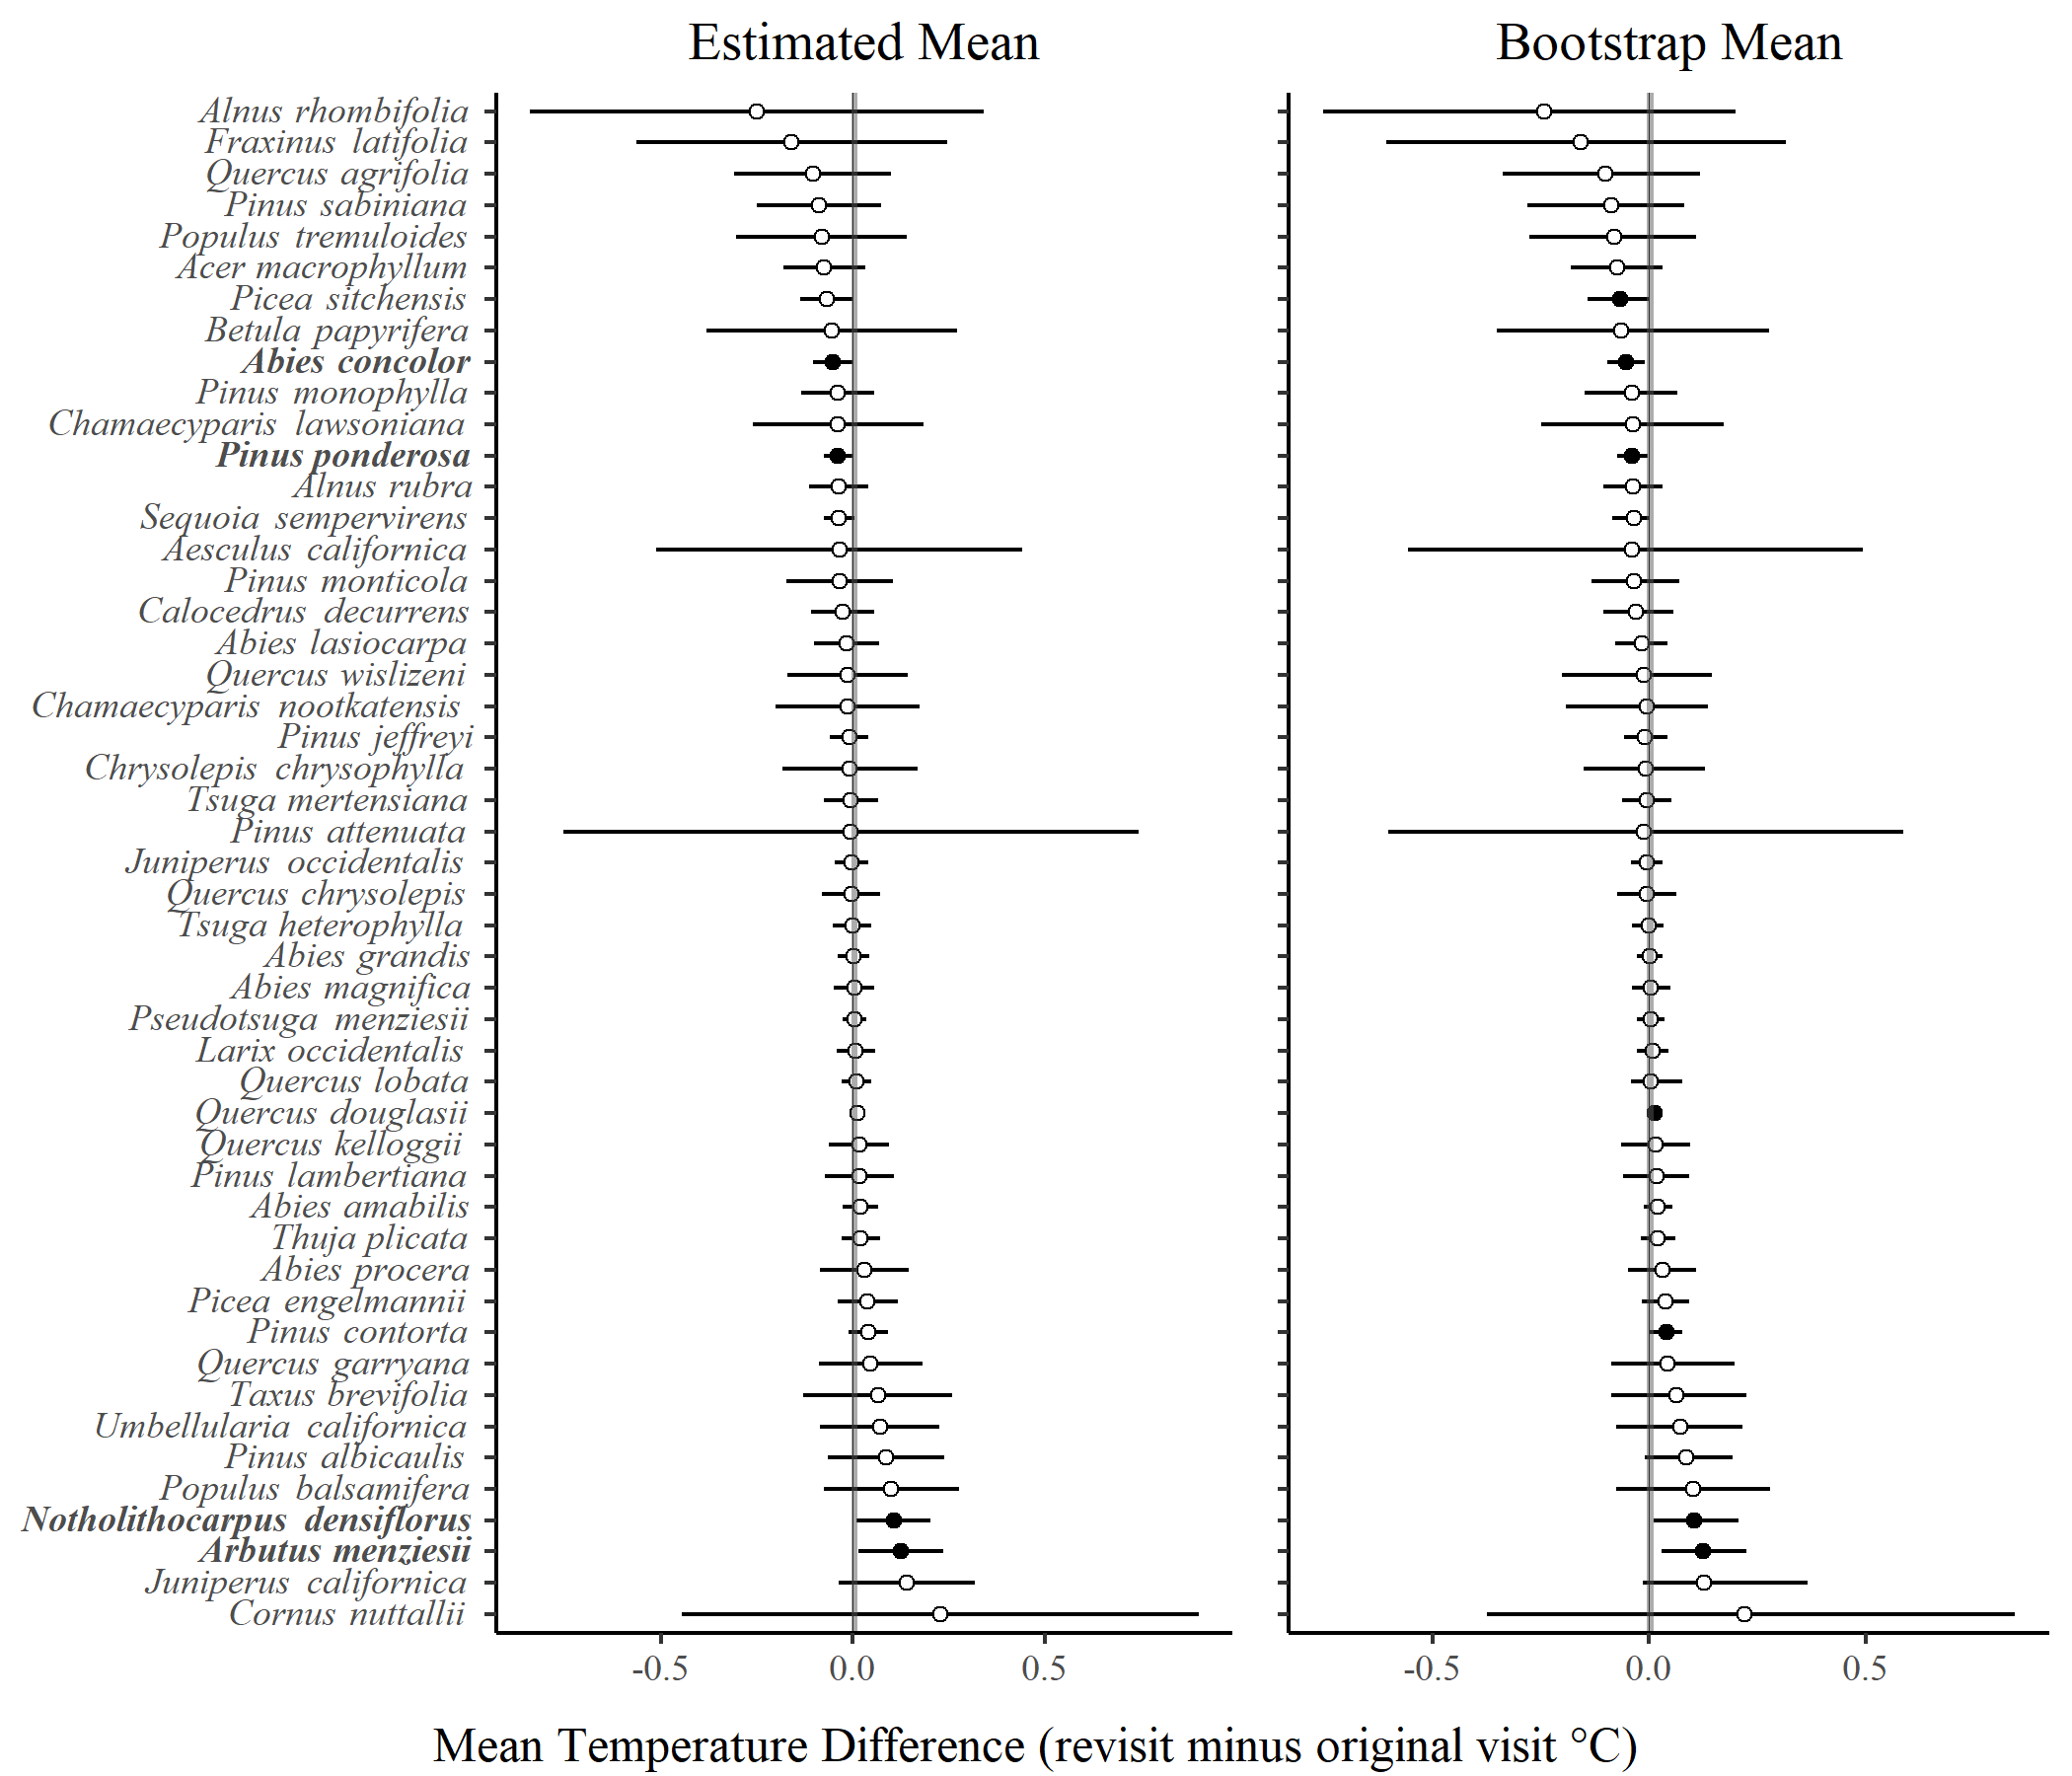 Estimated Mean
Bootstrap Mean
Alnus rhombifolia
Fraxinus latifolia
Quercus agrifolia
Pinus sabiniana
Populus tremuloides
Acer macrophyllum
Picea sitchensis
Betula papyrifera
Abies concolor
Pinus monophylla
Chamaecyparis lawsoniana
Pinus ponderosa
Alnus rubra
Sequoia sempervirens
Aesculus californica
Pinus monticola
Calocedrus decurrens
Abies lasiocarpa
Quercus wislizeni
Chamaecyparis nootkatensis
Pinus jeffreyi
Chrysolepis chrysophylla
Tsuga mertensiana
Pinus attenuata
Juniperus occidentalis
Quercus chrysolepis
Tsuga heterophylla
Abies grandis
Abies magnifica
Pseudotsuga menziesii
Larix occidentalis
Quercus lobata
Quercus douglasii
Quercus kelloggii
Pinus lambertiana
Abies amabilis
Thuja plicata
Abies procera
Picea engelmannii
Pinus contorta
Quercus garryana
Taxus brevifolia
Umbellularia californica
Pinus albicaulis
Populus balsamifera
Notholithocarpus densiflorus
Arbutus menziesii
Juniperus californica
Cornus nuttallii
-0.5 0.0 0.5
-0.5 0.0 0.5
Mean Temperature Difference (revisit minus original visit °C)